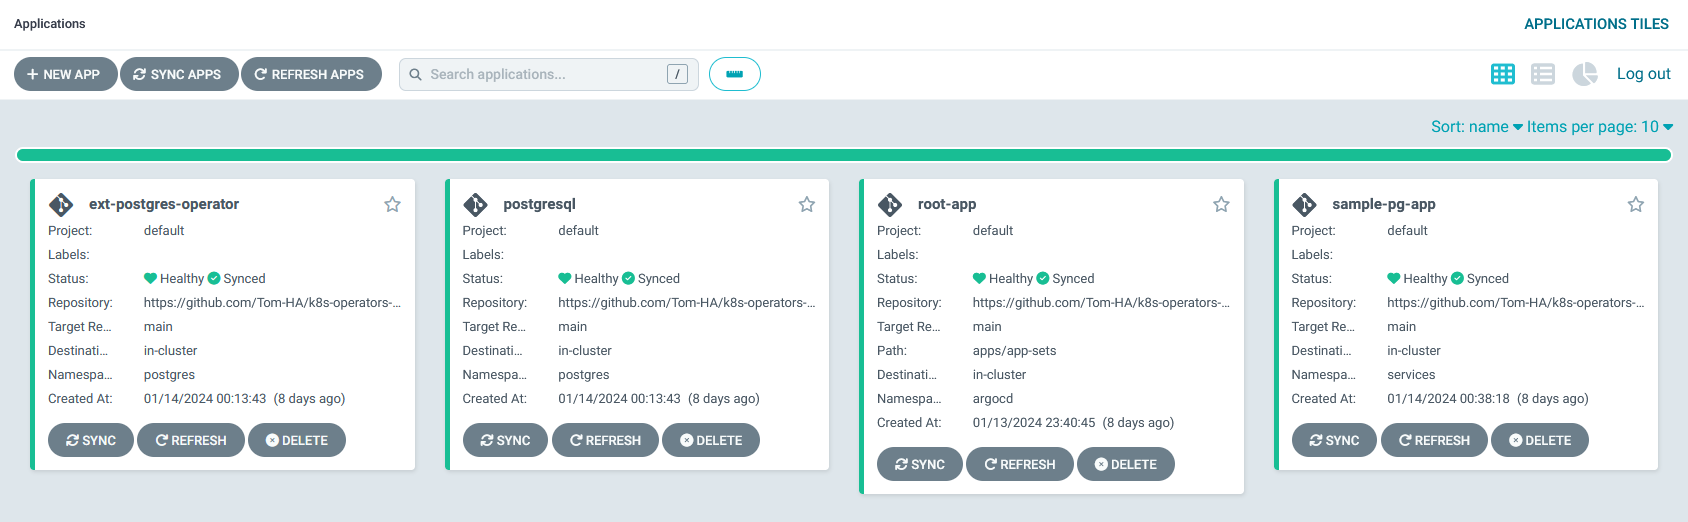 Applications
APPLICATIONS TILES
NEW APP
SYNC APPS
REFRESH APPS
Search applications...
/
Log out
Sort: name
Items per page: 10
ext-postgres-operator
Project: default
Labels:
Status: Healthy Synced
Repository: https://github.com/Tom-HA/k8s-operators-...
Target Re... main
Destinati... in-cluster
Namespa... postgres
Created At: 01/14/2024 00:13:43 (8 days ago)
SYNC REFRESH DELETE
postgresql
Project: default
Labels:
Status: Healthy Synced
Repository: https://github.com/Tom-HA/k8s-operators-...
Target Re... main
Destinati... in-cluster
Namespa... postgres
Created At: 01/14/2024 00:13:43 (8 days ago)
SYNC REFRESH DELETE
root-app
Project: default
Labels:
Status: Healthy Synced
Repository: https://github.com/Tom-HA/k8s-operators-...
Target Re... main
Path: apps/app-sets
Destinati... in-cluster
Namespa... argocd
Created At: 01/13/2024 23:40:45 (8 days ago)
SYNC REFRESH DELETE
sample-pg-app
Project: default
Labels:
Status: Healthy Synced
Repository: https://github.com/Tom-HA/k8s-operators-...
Target Re... main
Destinati... in-cluster
Namespa... services
Created At: 01/14/2024 00:38:18 (8 days ago)
SYNC REFRESH DELETE